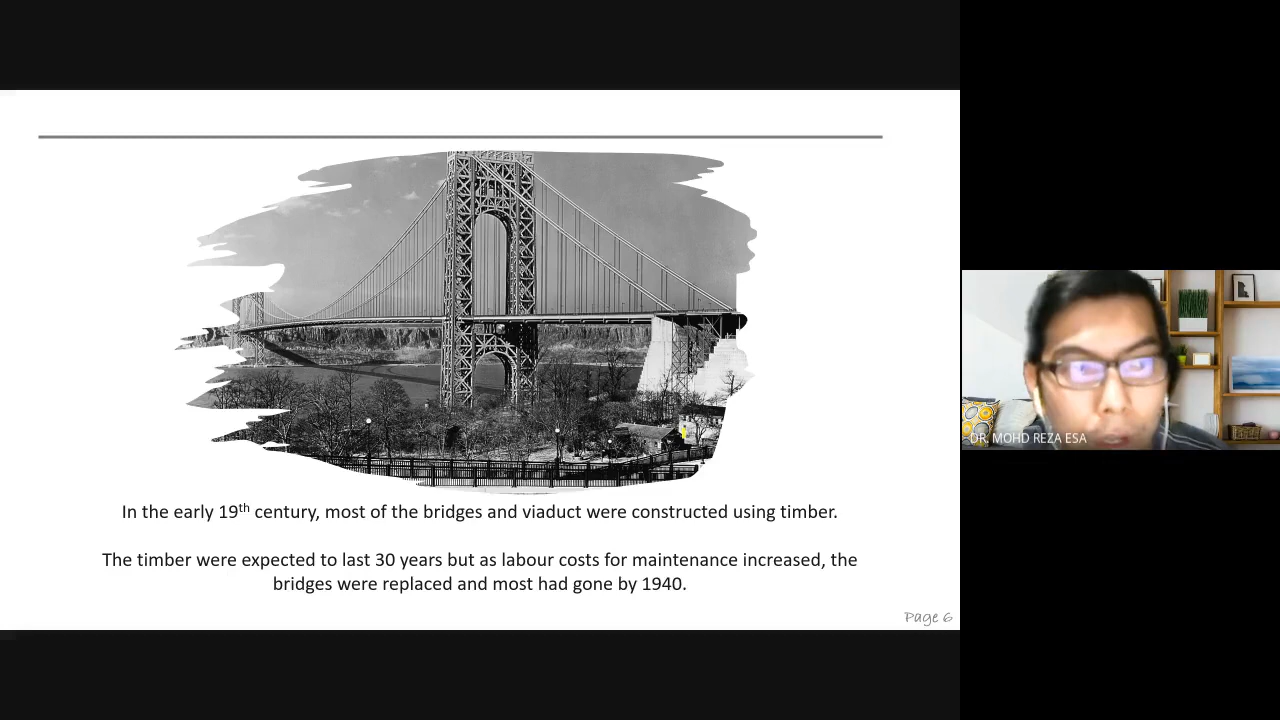 In the early 19th century, most of the bridges and viaduct were constructed using timber.
The timber were expected to last 30 years but as labour costs for maintenance increased, the
bridges were replaced and most had gone by 1940.
Page 6
DR. MOHD REZA ESA